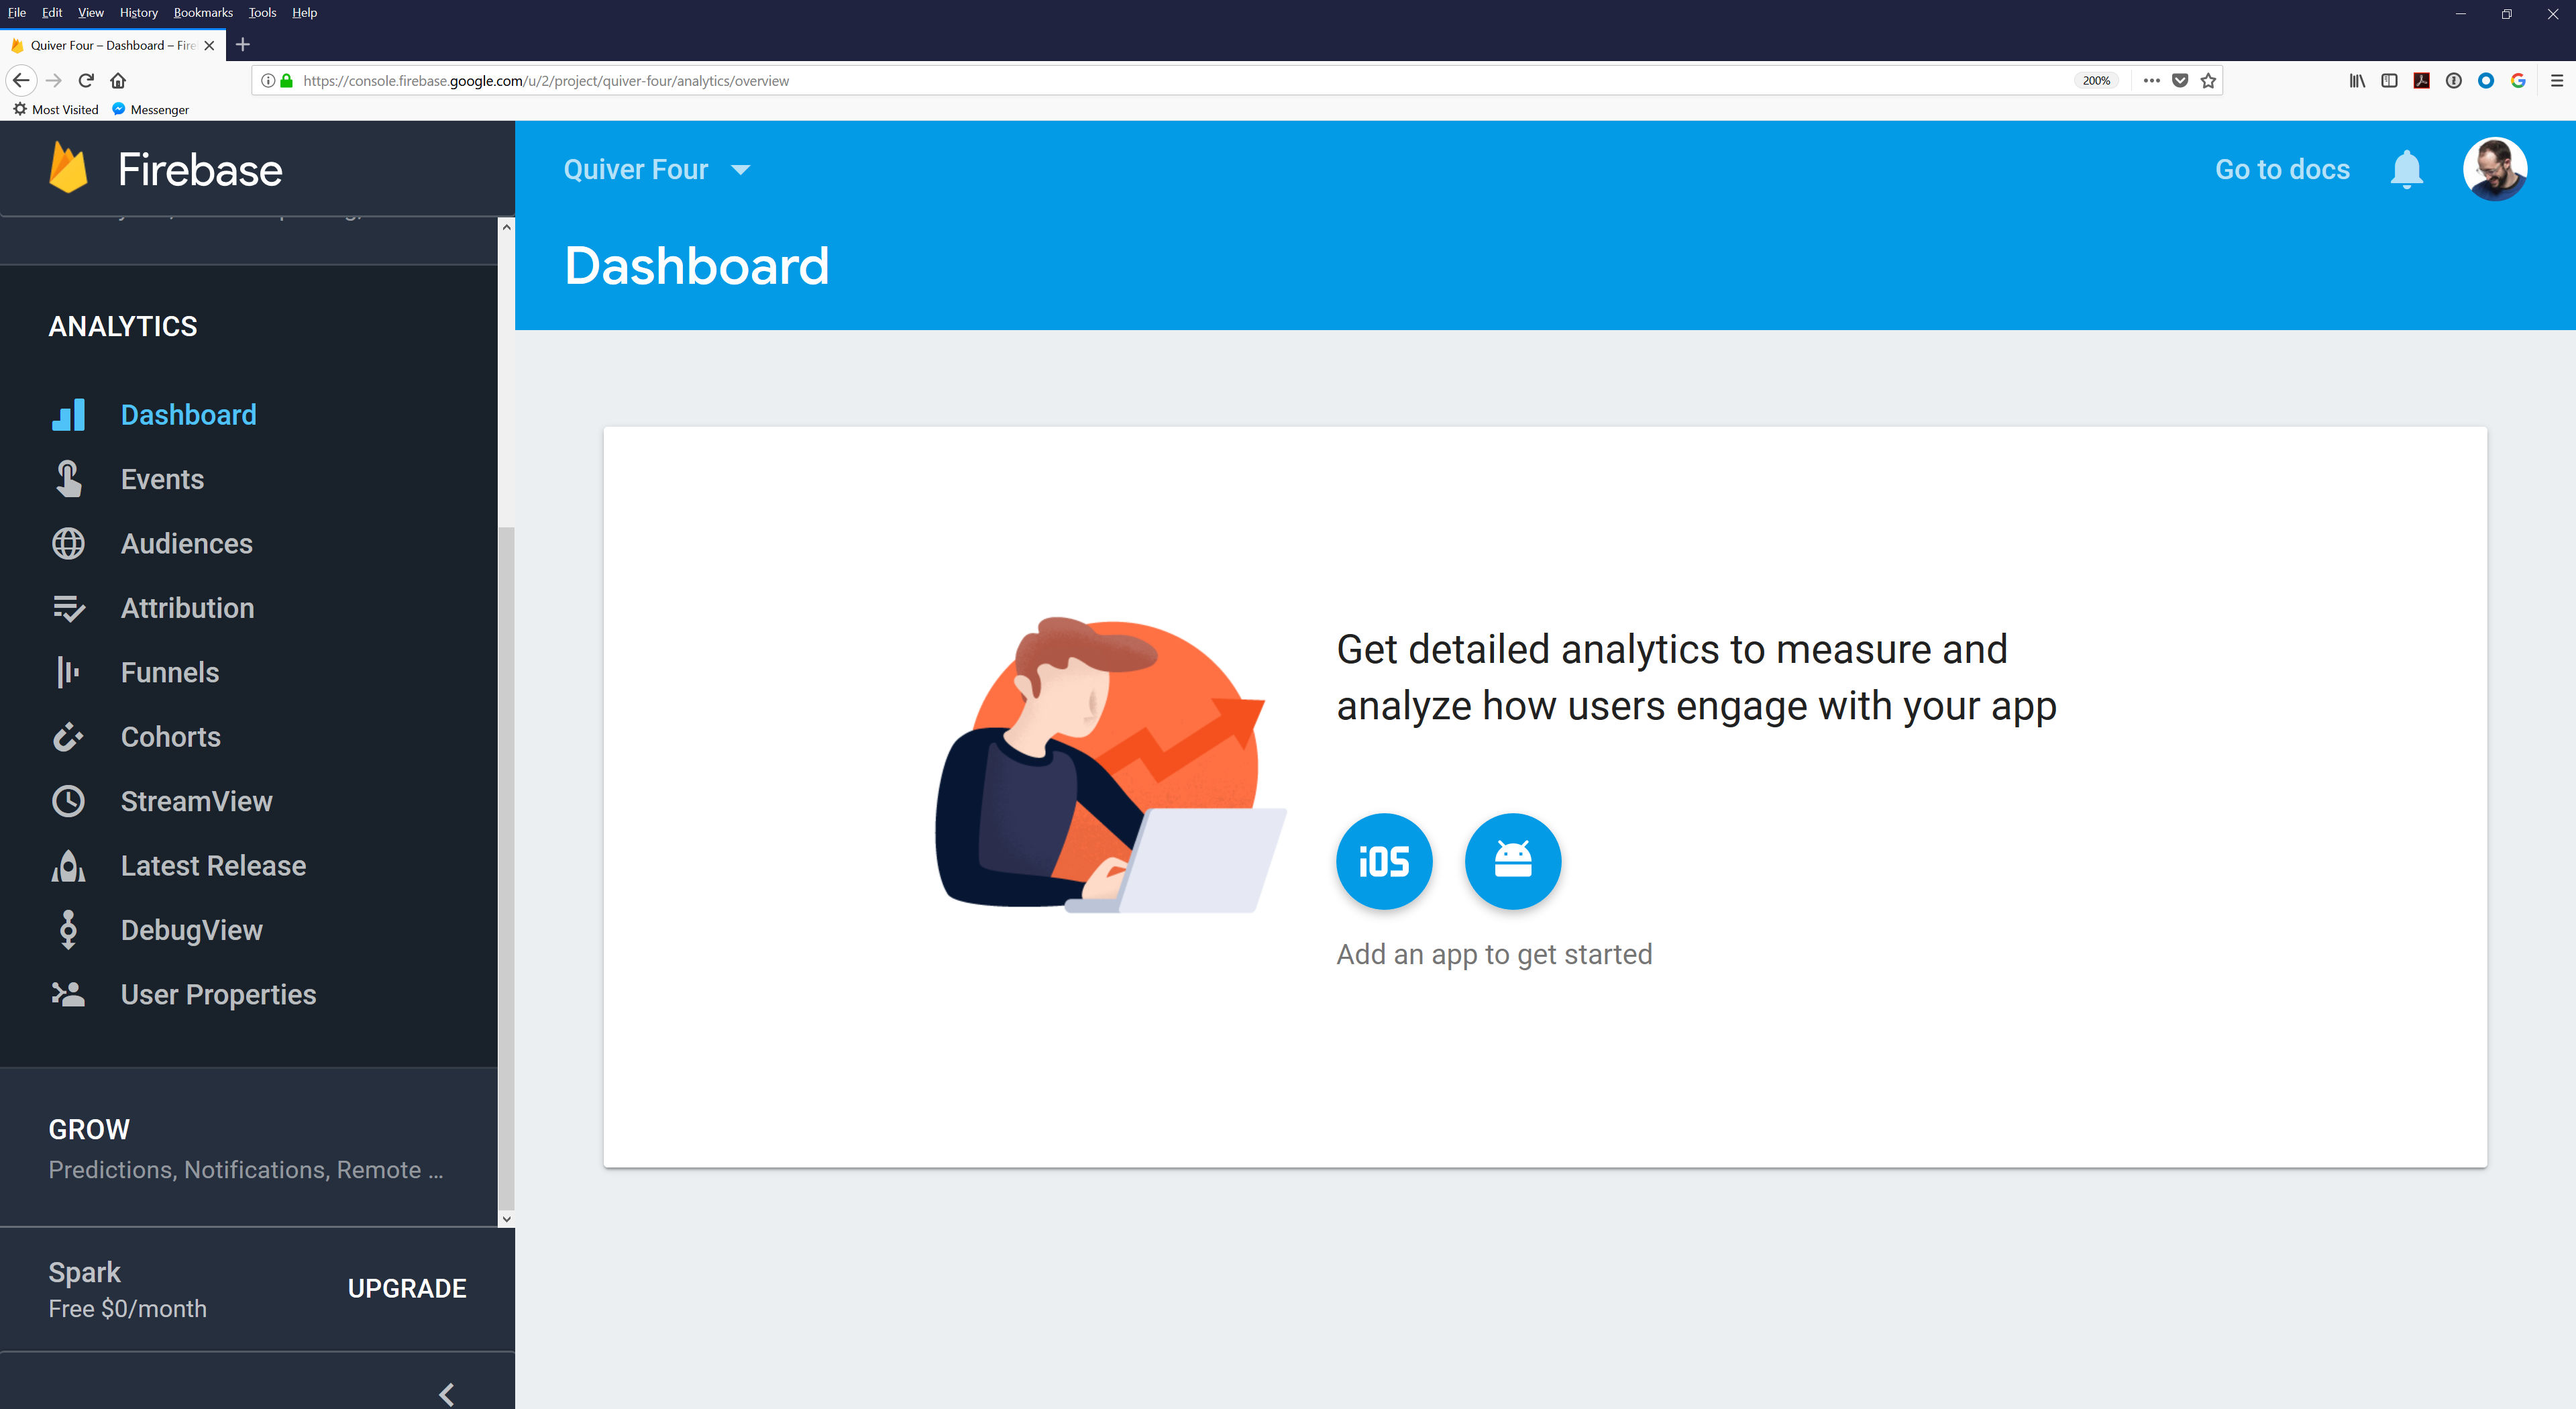 File Edit View History Bookmarks Tools Help
Quiver Four – Dashboard – Fire
https://console.firebase.google.com/u/2/project/quiver-four/analytics/overview
200%
Most Visited Messenger
Firebase
Quiver Four
Go to docs
Dashboard
ANALYTICS
Dashboard
Events
Audiences
Attribution
Funnels
Cohorts
StreamView
Latest Release
DebugView
User Properties
GROW
Predictions, Notifications, Remote ...
Spark
Free $0/month
UPGRADE
Get detailed analytics to measure and
analyze how users engage with your app
iOS
Add an app to get started